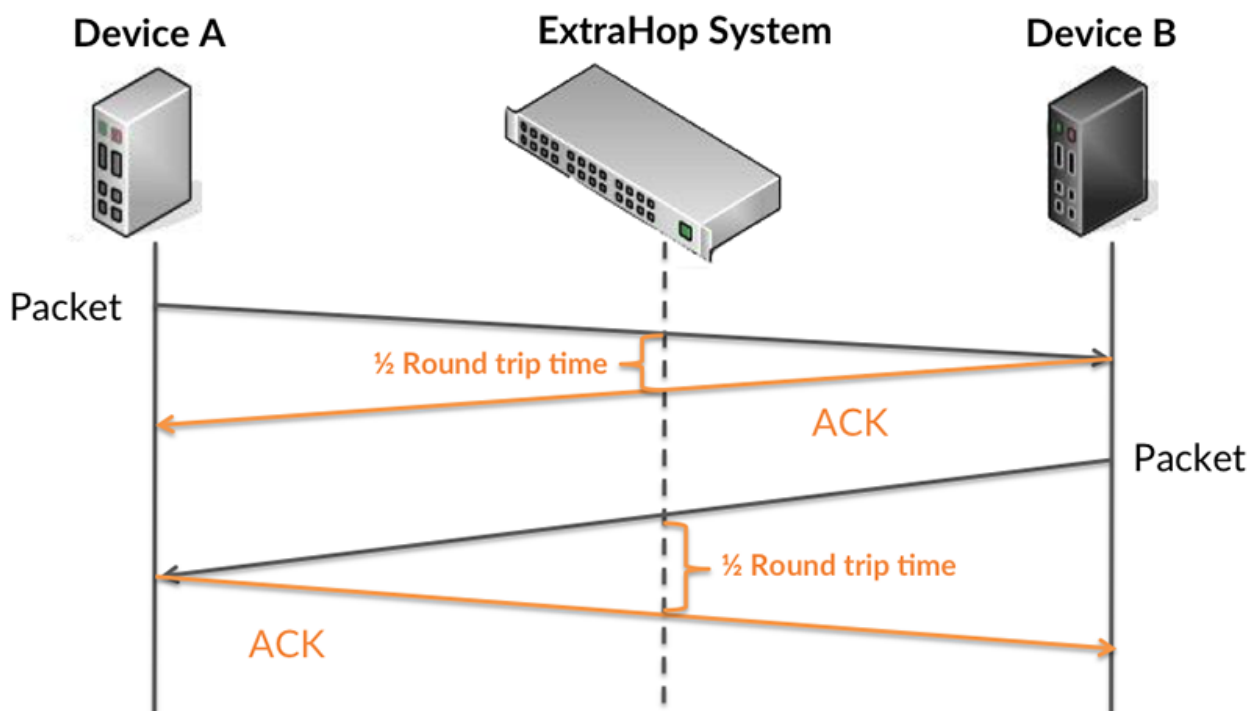 Device A
ExtraHop System
Device B
Packet
½ Round trip time
ACK
Packet
½ Round trip time
ACK